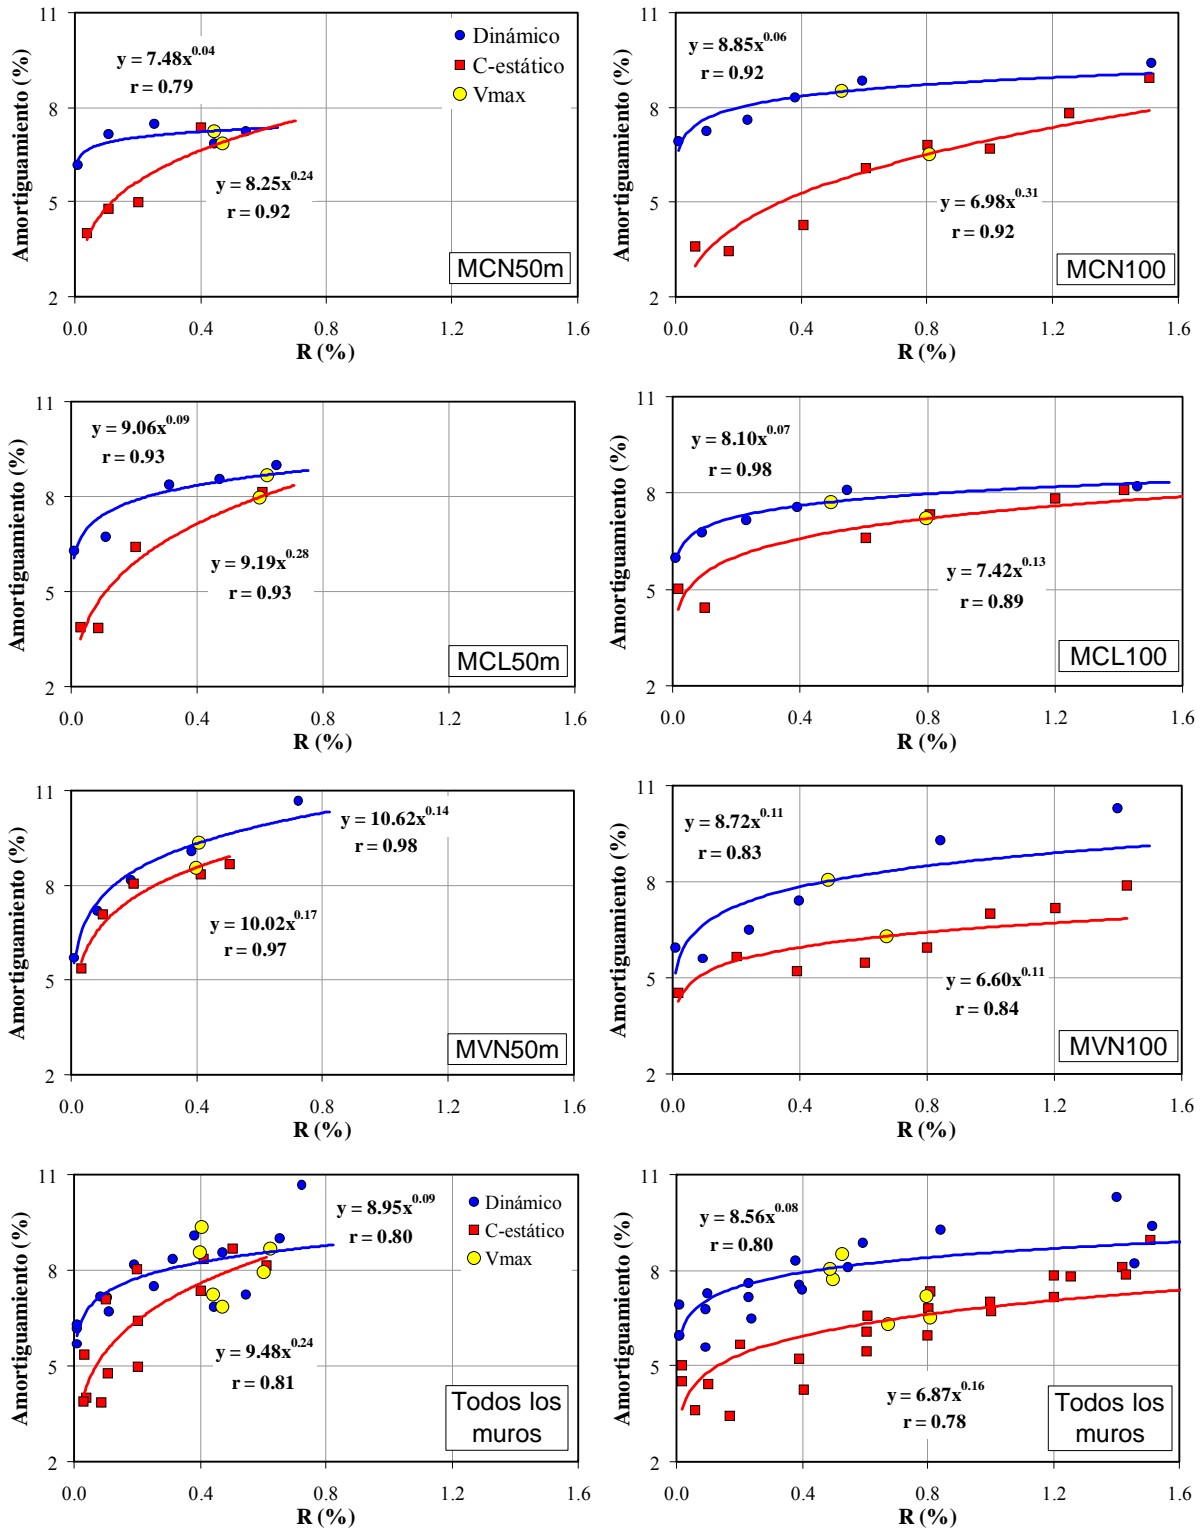 11
8
5
2
Amortiguamiento (%)
y = 7.48x^0.04
r = 0.79
Dinámico
C-estático
Vmax
y = 8.25x^0.24
r = 0.92
MCN50m
0.0 0.4 0.8 1.2 1.6
R (%)
11
8
5
2
Amortiguamiento (%)
y = 8.85x^0.06
r = 0.92
y = 6.98x^0.31
r = 0.92
MCN100
0.0 0.4 0.8 1.2 1.6
R (%)
11
8
5
2
Amortiguamiento (%)
y = 9.06x^0.09
r = 0.93
y = 9.19x^0.28
r = 0.93
MCL50m
0.0 0.4 0.8 1.2 1.6
R (%)
11
8
5
2
Amortiguamiento (%)
y = 8.10x^0.07
r = 0.98
y = 7.42x^0.13
r = 0.89
MCL100
0.0 0.4 0.8 1.2 1.6
R (%)
11
8
5
2
Amortiguamiento (%)
y = 10.62x^0.14
r = 0.98
y = 10.02x^0.17
r = 0.97
MVN50m
0.0 0.4 0.8 1.2 1.6
R (%)
11
8
5
2
Amortiguamiento (%)
y = 8.72x^0.11
r = 0.83
y = 6.60x^0.11
r = 0.84
MVN100
0.0 0.4 0.8 1.2 1.6
R (%)
11
8
5
2
Amortiguamiento (%)
y = 8.95x^0.09
r = 0.80
Dinámico
C-estático
Vmax
y = 9.48x^0.24
r = 0.81
Todos los
muros
0.0 0.4 0.8 1.2 1.6
R (%)
11
8
5
2
Amortiguamiento (%)
y = 8.56x^0.08
r = 0.80
y = 6.87x^0.16
r = 0.78
Todos los
muros
0.0 0.4 0.8 1.2 1.6
R (%)